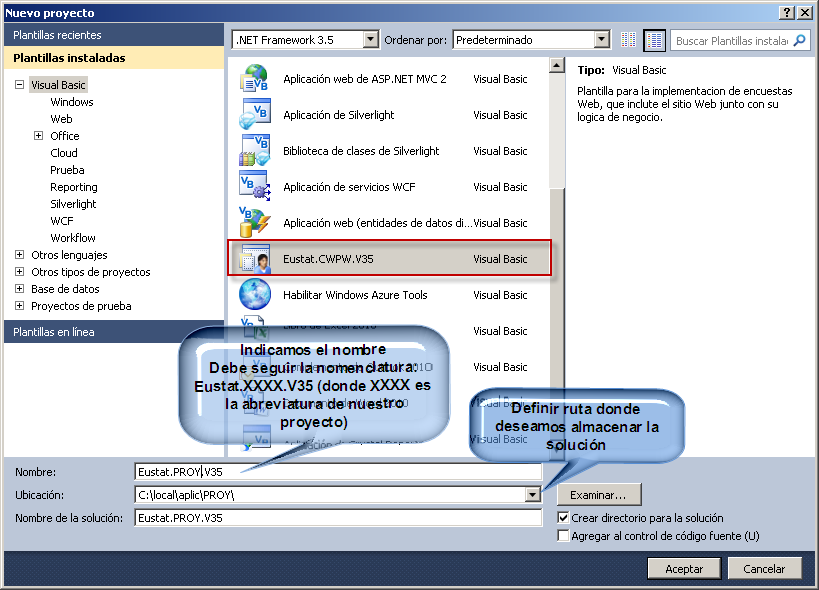 Nuevo proyecto
Plantillas recientes
Plantillas instaladas
Visual Basic
Windows
Web
Office
Cloud
Prueba
Reporting
Silverlight
WCF
Workflow
Otros lenguajes
Otros tipos de proyectos
Base de datos
Proyectos de prueba
Plantillas en línea
.NET Framework 3.5
Ordenar por:
Predeterminado
Buscar Plantillas instala
Aplicación web de ASP.NET MVC 2 Visual Basic
Aplicación de Silverlight Visual Basic
Biblioteca de clases de Silverlight Visual Basic
Aplicación de servicios WCF Visual Basic
Aplicación web (entidades de datos di... Visual Basic
Eustat.CWPW.V35 Visual Basic
Habilitar Windows Azure Tools Visual Basic
Libro de Excel 2010 Visual Basic
Visual Basic
Visual Basic
Visual Basic
Tipo: Visual Basic
Plantilla para la implementacion de encuestas
Web, que inclute el sitio Web junto con su
logica de negocio.
Indicamos el nombre
Debe seguir la nomenclatura:
Eustat.XXXX.V35 (donde XXXX es
la abreviatura de nuestro
proyecto)
Definir ruta donde
deseamos almacenar la
solución
Nombre: Eustat.PROY.V35
Ubicación: C:\local\aplic\PROY\
Examinar...
Nombre de la solución: Eustat.PROY.V35
Crear directorio para la solución
Agregar al control de código fuente (U)
Aceptar
Cancelar